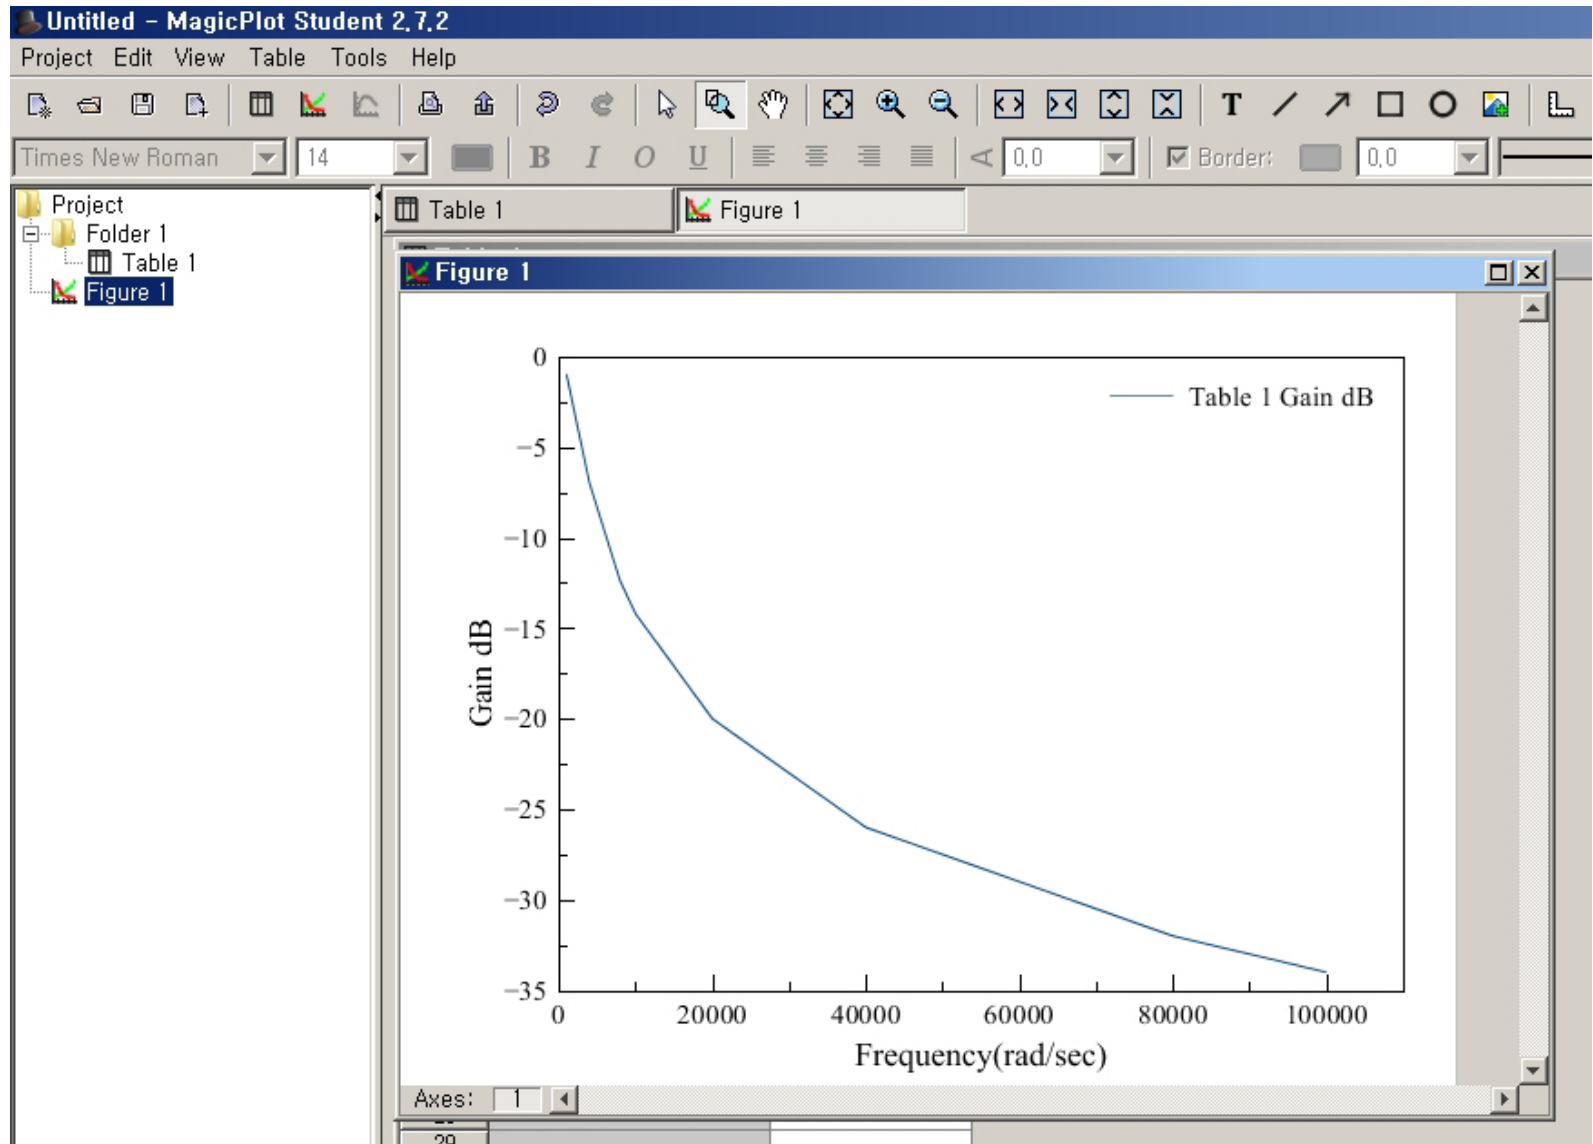 Untitled - MagicPlot Student 2,7,2
Project Edit View Table Tools Help
T
Times New Roman 14 B I O U 0,0 Border: 0,0
Project
Folder 1
Table 1
Figure 1
Table 1 Figure 1
Figure 1
Table 1 Gain dB
0
−5
−10
−15
−20
−25
−30
−35
Gain dB
0 20000 40000 60000 80000 100000
Frequency(rad/sec)
Axes: 1
29